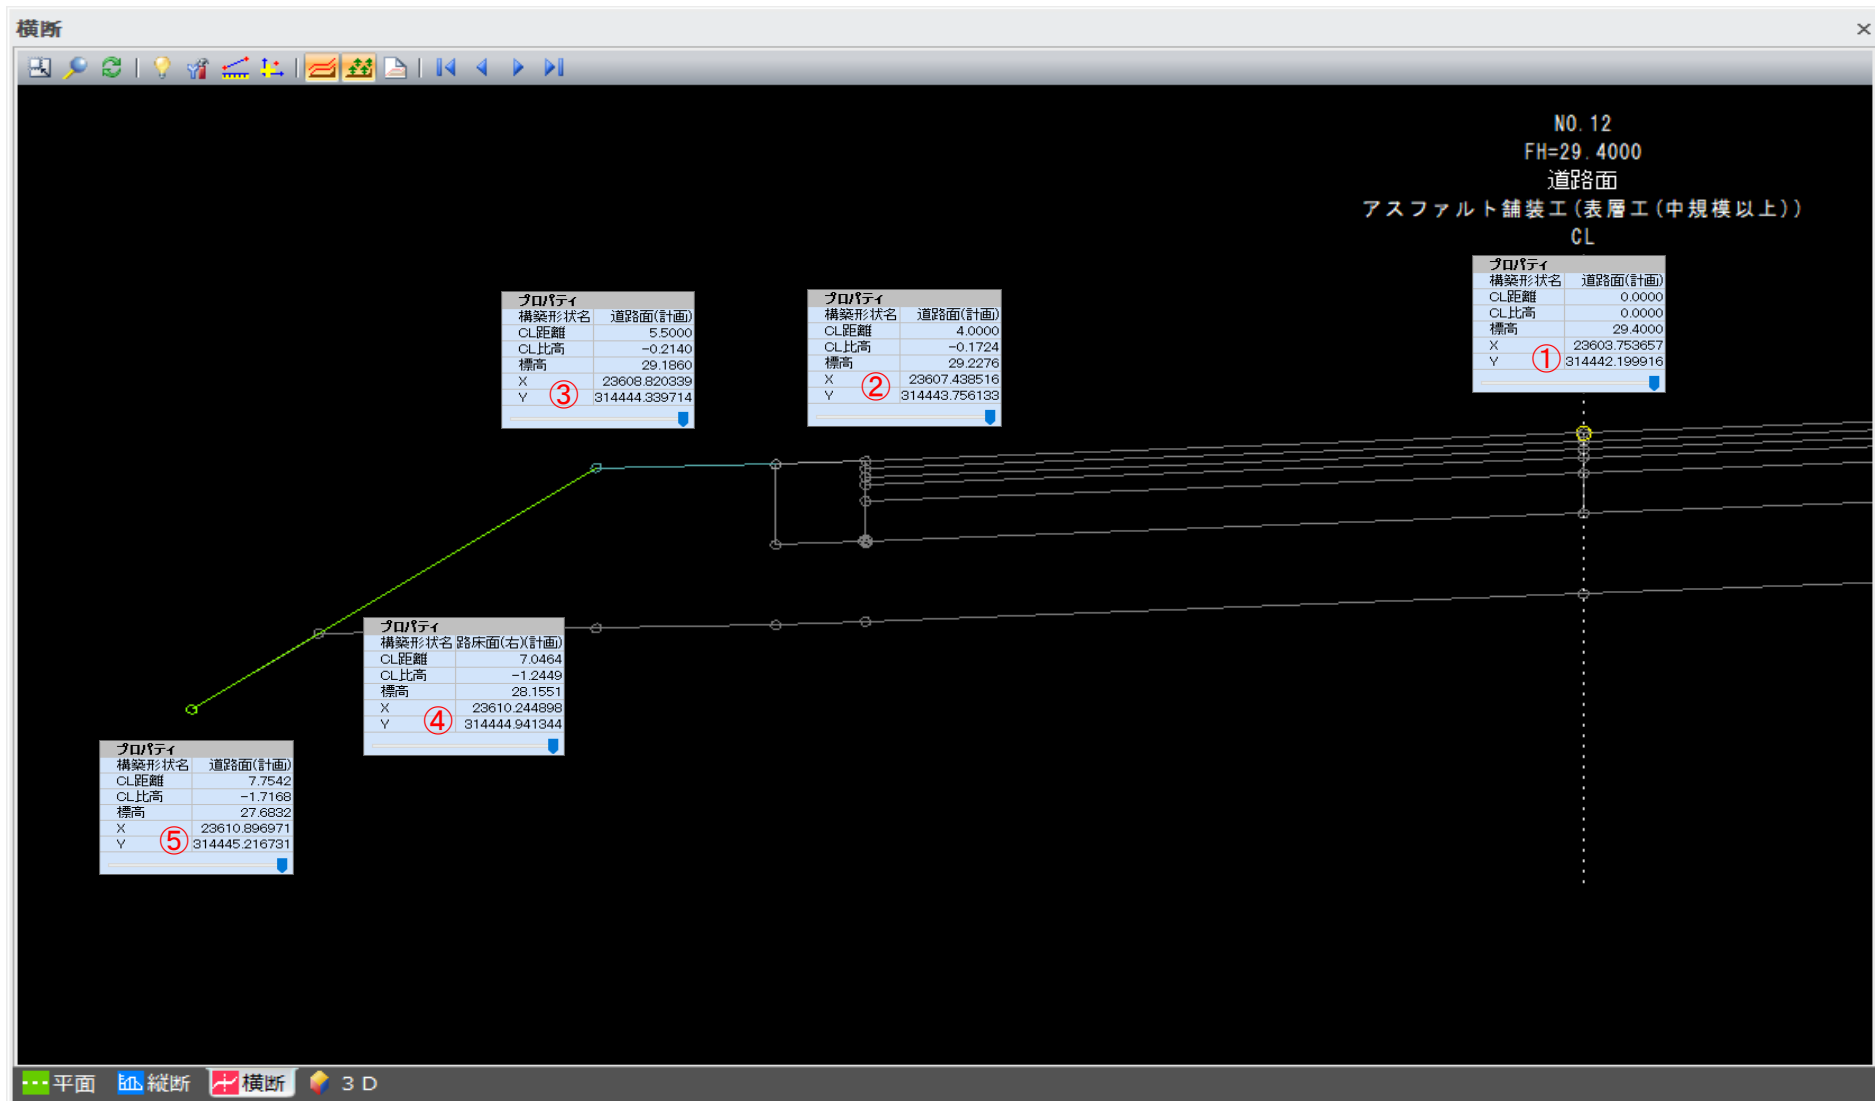 横断
NO.12
FH=29.4000
道路面
アスファルト舗装工(表層工(中規模以上))
CL
プロパティ
構築形状名 道路面(計画)
CL距離 0.0000
CL比高 0.0000
標高 29.4000
X 23603.753657
Y ① 314442.199916
プロパティ
構築形状名 道路面(計画)
CL距離 4.0000
CL比高 -0.1724
標高 29.2276
X ② 23607.438516
Y 314443.756133
プロパティ
構築形状名 道路面(計画)
CL距離 5.5000
CL比高 -0.2140
標高 29.1860
X ③ 23608.820339
Y 314444.339714
プロパティ
構築形状名 路床面(右)(計画)
CL距離 7.0464
CL比高 -1.2449
標高 28.1551
X 23610.244898
Y ④ 314444.941344
プロパティ
構築形状名 道路面(計画)
CL距離 7.7542
CL比高 -1.7168
標高 27.6832
X 23610.896971
Y ⑤ 314445.216731
平面 縦断 横断 3D